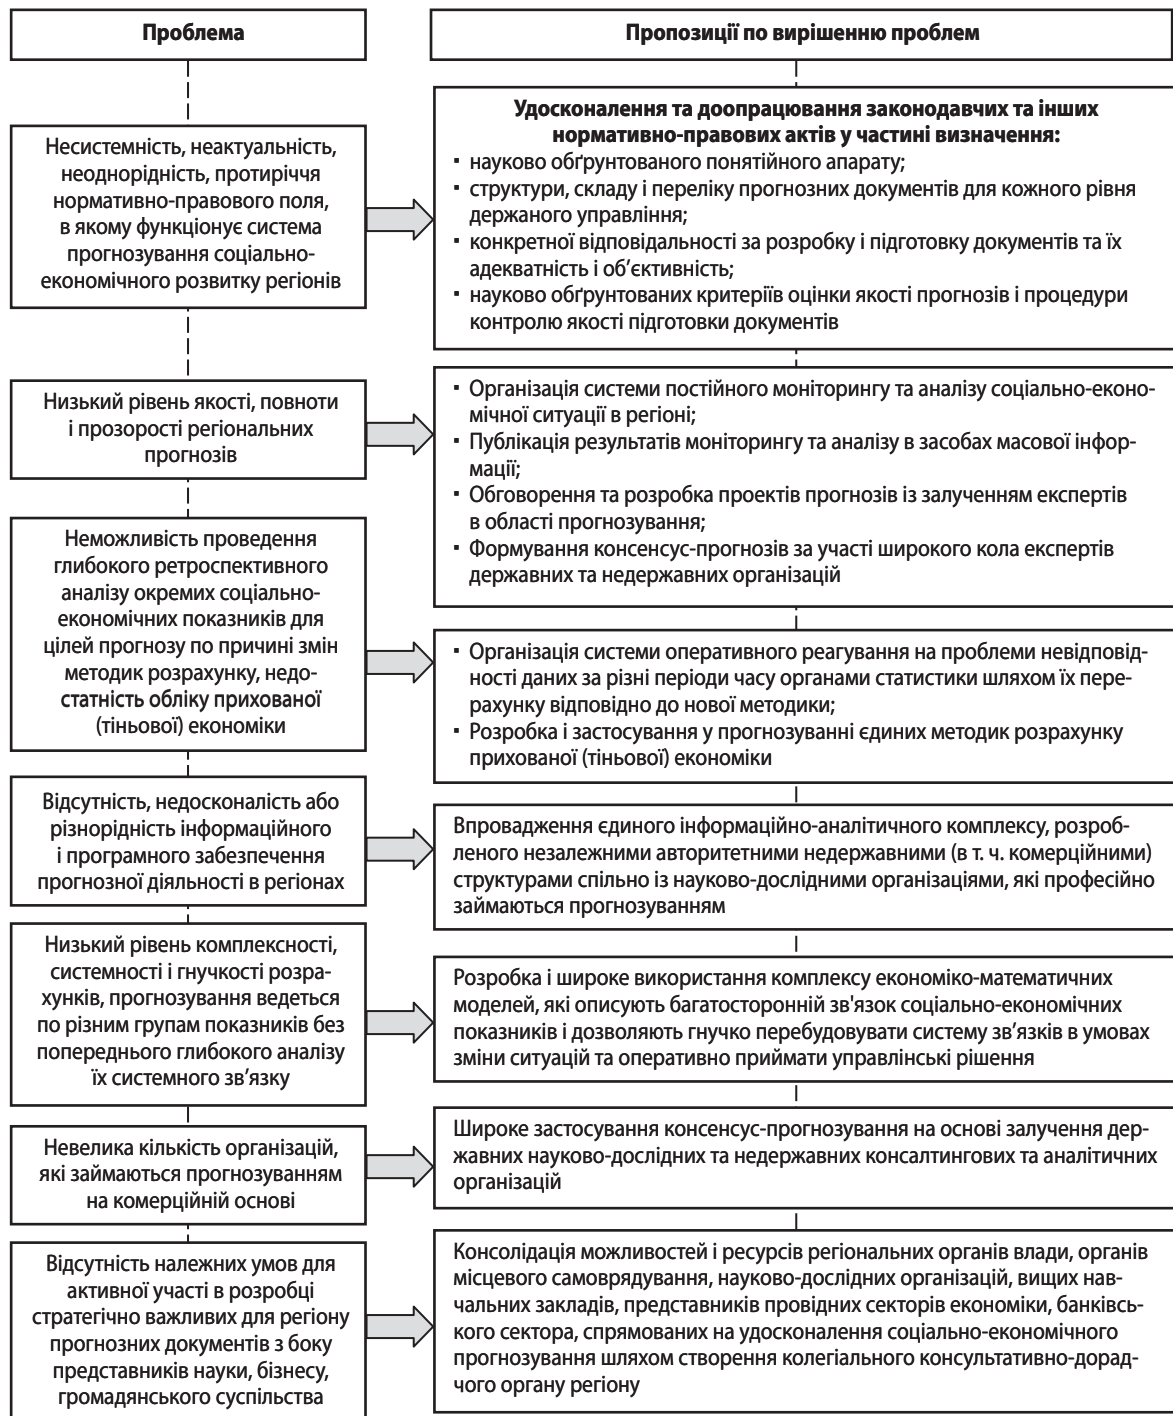 Проблема
Пропозиції по вирішенню проблем
Несистемність, неактуальність,
неоднорідність, протиріччя
нормативно-правового поля,
в якому функціонує система
прогнозування соціально-
економічного розвитку регіонів
Удосконалення та доопрацювання законодавчих та інших
нормативно-правових актів у частині визначення:
▪ науково обґрунтованого понятійного апарату;
▪ структури, складу і переліку прогнозних документів для кожного рівня
держаного управління;
▪ конкретної відповідальності за розробку і підготовку документів та їх
адекватність і об’єктивність;
▪ науково обґрунтованих критеріїв оцінки якості прогнозів і процедури
контролю якості підготовки документів
Низький рівень якості, повноти
і прозорості регіональних
прогнозів
▪ Організація системи постійного моніторингу та аналізу соціально-еконо-
мічної ситуації в регіоні;
▪ Публікація результатів моніторингу та аналізу в засобах масової інфор-
мації;
▪ Обговорення та розробка проектів прогнозів із залученням експертів
в області прогнозування;
▪ Формування консенсус-прогнозів за участі широкого кола експертів
державних та недержавних організацій
Неможливість проведення
глибокого ретроспективного
аналізу окремих соціально-
економічних показників для
цілей прогнозу по причині змін
методик розрахунку, недо-
статність обліку прихованої
(тіньової) економіки
▪ Організація системи оперативного реагування на проблеми невідповід-
ності даних за різні періоди часу органами статистики шляхом їх пере-
рахунку відповідно до нової методики;
▪ Розробка і застосування у прогнозуванні єдиних методик розрахунку
прихованої (тіньової) економіки
Відсутність, недосконалість або
різнорідність інформаційного
і програмного забезпечення
прогнозної діяльності в регіонах
Впровадження єдиного інформаційно-аналітичного комплексу, розроб-
леного незалежними авторитетними недержавними (в т. ч. комерційними)
структурами спільно із науково-дослідними організаціями, які професійно
займаються прогнозуванням
Низький рівень комплексності,
системності і гнучкості розра-
хунків, прогнозування ведеться
по різним групам показників без
попереднього глибокого аналізу
їх системного зв’язку
Розробка і широке використання комплексу економіко-математичних
моделей, які описують багатосторонній зв'язок соціально-економічних
показників і дозволяють гнучко перебудовувати систему зв’язків в умовах
зміни ситуацій та оперативно приймати управлінські рішення
Невелика кількість організацій,
які займаються прогнозуванням
на комерційній основі
Широке застосування консенсус-прогнозування на основі залучення дер-
жавних науково-дослідних та недержавних консалтингових та аналітичних
організацій
Відсутність належних умов для
активної участі в розробці
стратегічно важливих для регіону
прогнозних документів з боку
представників науки, бізнесу,
громадянського суспільства
Консолідація можливостей і ресурсів регіональних органів влади, органів
місцевого самоврядування, науково-дослідних організацій, вищих нав-
чальних закладів, представників провідних секторів економіки, банківсь-
кого сектора, спрямованих на удосконалення соціально-економічного
прогнозування шляхом створення колегіального консультативно-дорад-
чого органу регіону